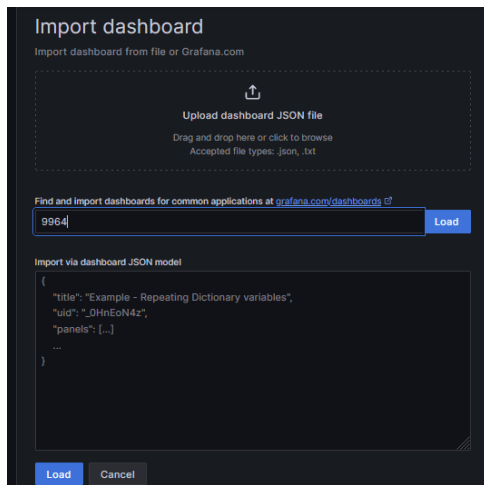 Import dashboard
Import dashboard from file or Grafana.com
Upload dashboard JSON file
Drag and drop here or click to browse
Accepted file types: .json, .txt
Find and import dashboards for common applications at grafana.com/dashboards
9964
Load
Import via dashboard JSON model
{
"title": "Example - Repeating Dictionary variables",
"uid": "_0HnEoN4z",
"panels": [...]
...
}
Load
Cancel